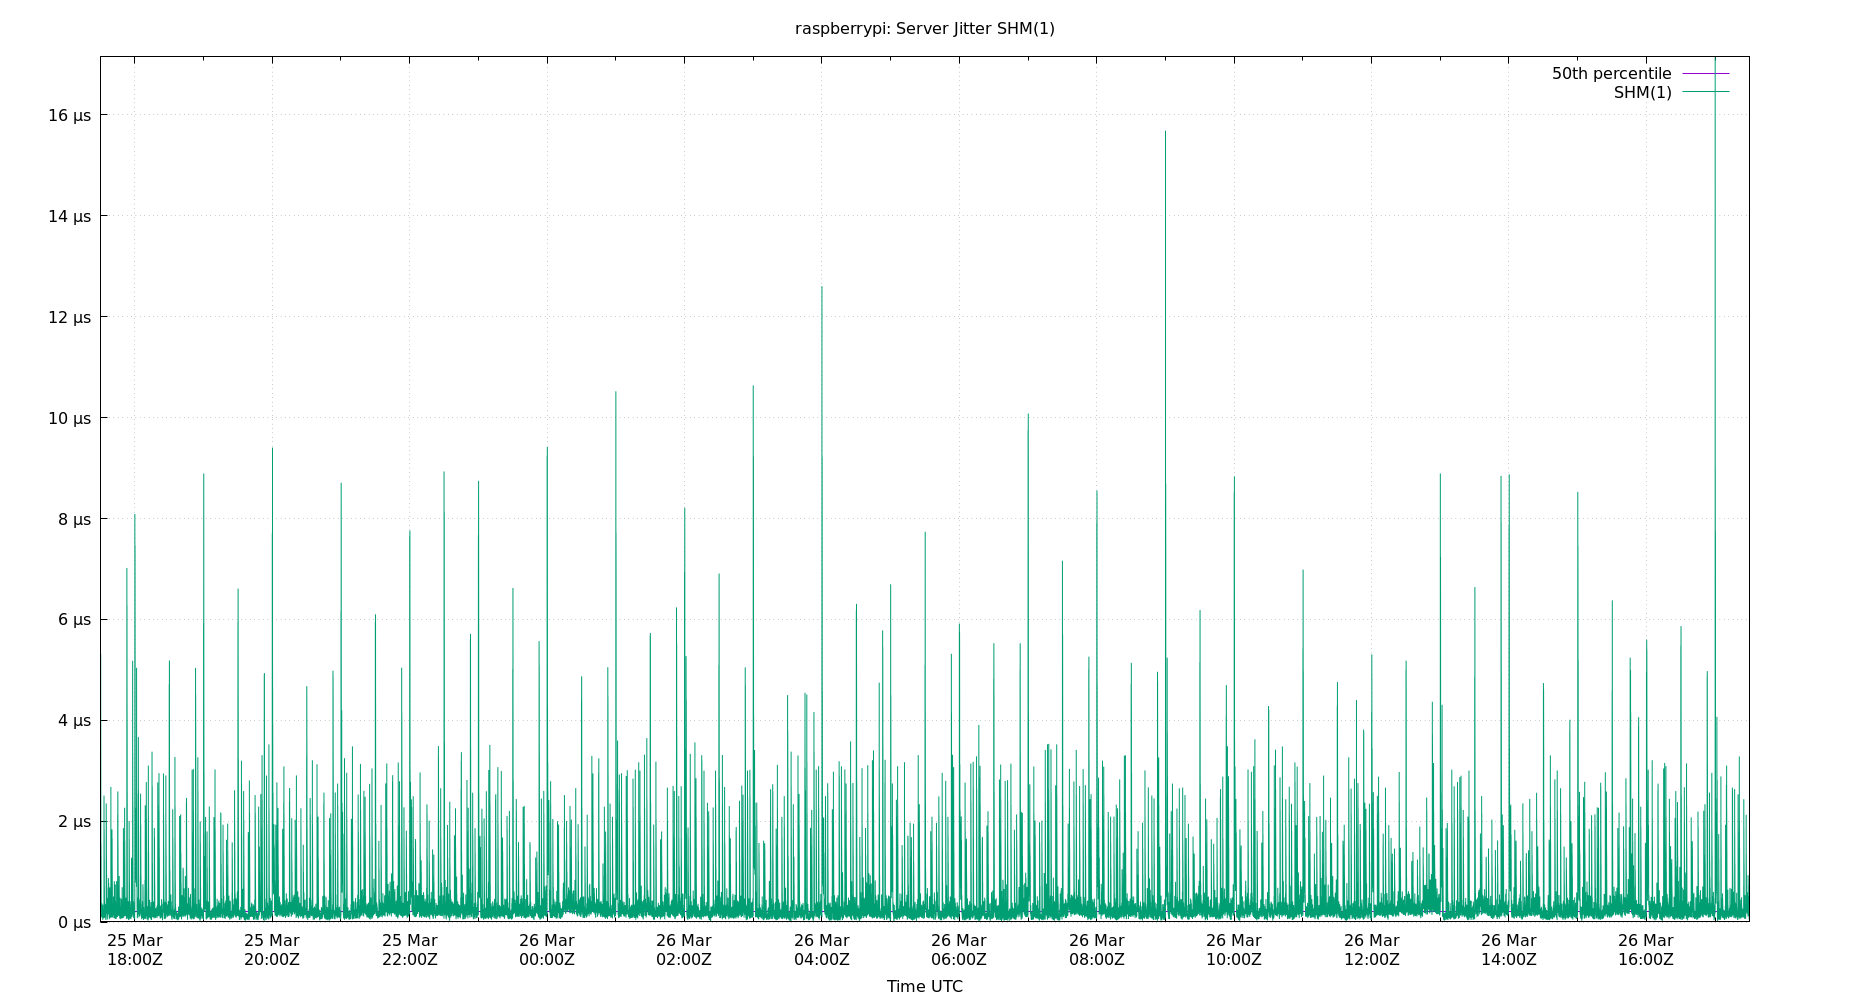 raspberrypi: Server Jitter SHM(1)
50th percentile
SHM(1)
16 µs
14 µs
12 µs
10 µs
8 µs
6 µs
4 µs
2 µs
0 µs
25 Mar 25 Mar 25 Mar 26 Mar 26 Mar 26 Mar 26 Mar 26 Mar 26 Mar 26 Mar 26 Mar 26 Mar
18:00Z 20:00Z 22:00Z 00:00Z 02:00Z 04:00Z 06:00Z 08:00Z 10:00Z 12:00Z 14:00Z 16:00Z
Time UTC